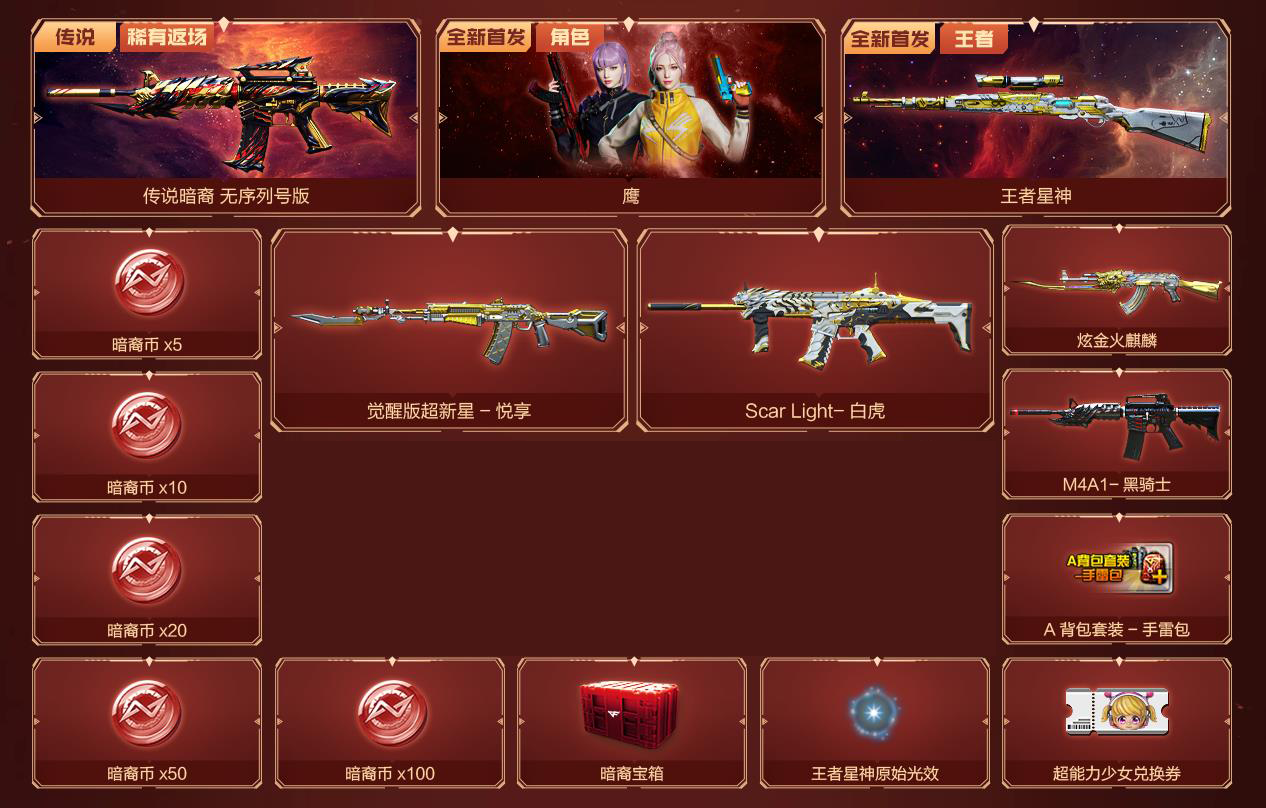 传说 稀有返场
传说暗裔 无序列号版
全新首发 角色
鹰
全新首发 王者
王者星神
暗裔币 x5
觉醒版超新星 - 悦享
Scar Light- 白虎
炫金火麒麟
暗裔币 x10
M4A1- 黑骑士
暗裔币 x20
A背包套装
-手雷包
A 背包套装 - 手雷包
暗裔币 x50
暗裔币 x100
暗裔宝箱
王者星神原始光效
超能力少女兑换券